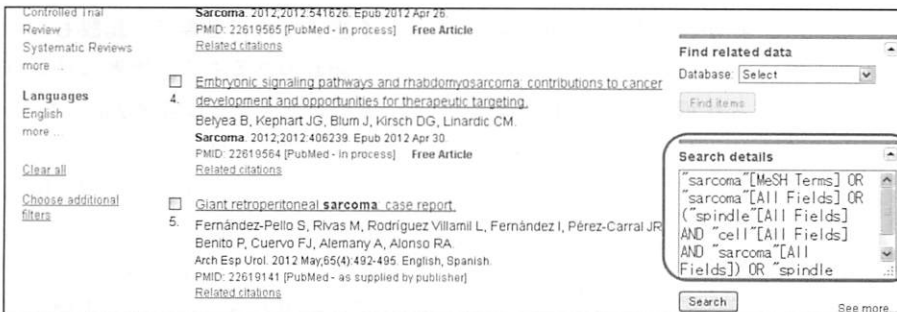 Controlled Trial
Review
Systematic Reviews
more ...
Languages
English
more ...
Clear all
Choose additional
filters
Sarcoma. 2012;2012:541626. Epub 2012 Apr 26.
PMID: 22619565 [PubMed - in process] Free Article
Related citations
4. Embryonic signaling pathways and rhabdomyosarcoma: contributions to cancer
development and opportunities for therapeutic targeting.
Belyea B, Kephart JG, Blum J, Kirsch DG, Linardic CM.
Sarcoma. 2012;2012:406239. Epub 2012 Apr 30.
PMID: 22619564 [PubMed - in process] Free Article
Related citations
5. Giant retroperitoneal sarcoma: case report.
Fernández-Pello S, Rivas M, Rodríguez Villamil L, Fernández I, Pérez-Carral JR
Benito P, Cuervo FJ, Alemany A, Alonso RA.
Arch Esp Urol. 2012 May;65(4):492-495. English, Spanish.
PMID: 22619141 [PubMed - as supplied by publisher]
Related citations
Find related data
Database: Select
Find items
Search details
"sarcoma"[MeSH Terms] OR
"sarcoma"[All Fields] OR
("spindle"[All Fields]
AND "cell"[All Fields]
AND "sarcoma"[All
Fields]) OR "spindle
Search
See more...